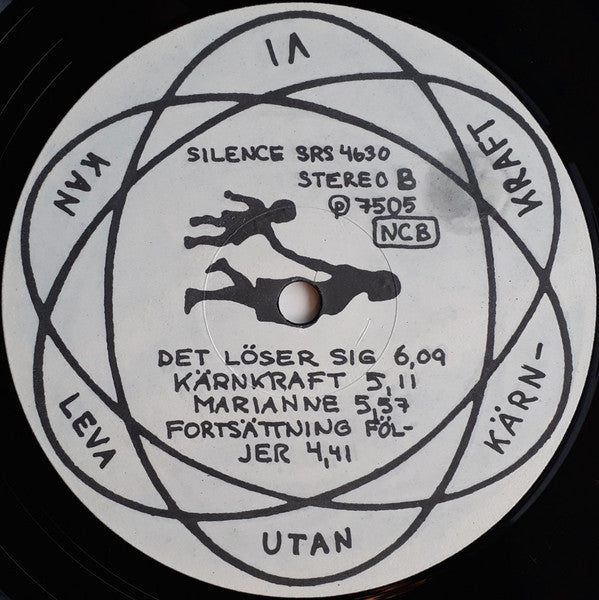 VI
KAN
LEVA
UTAN
KÄRN-
KRAFT
SILENCE SRS 4630
STEREO B
Ⓟ 7505
NCB
DET LÖSER SIG 6,09
KÄRNKRAFT 5,11
MARIANNE 5,57
FORTSÄTTNING FÖL-
JER 4,41